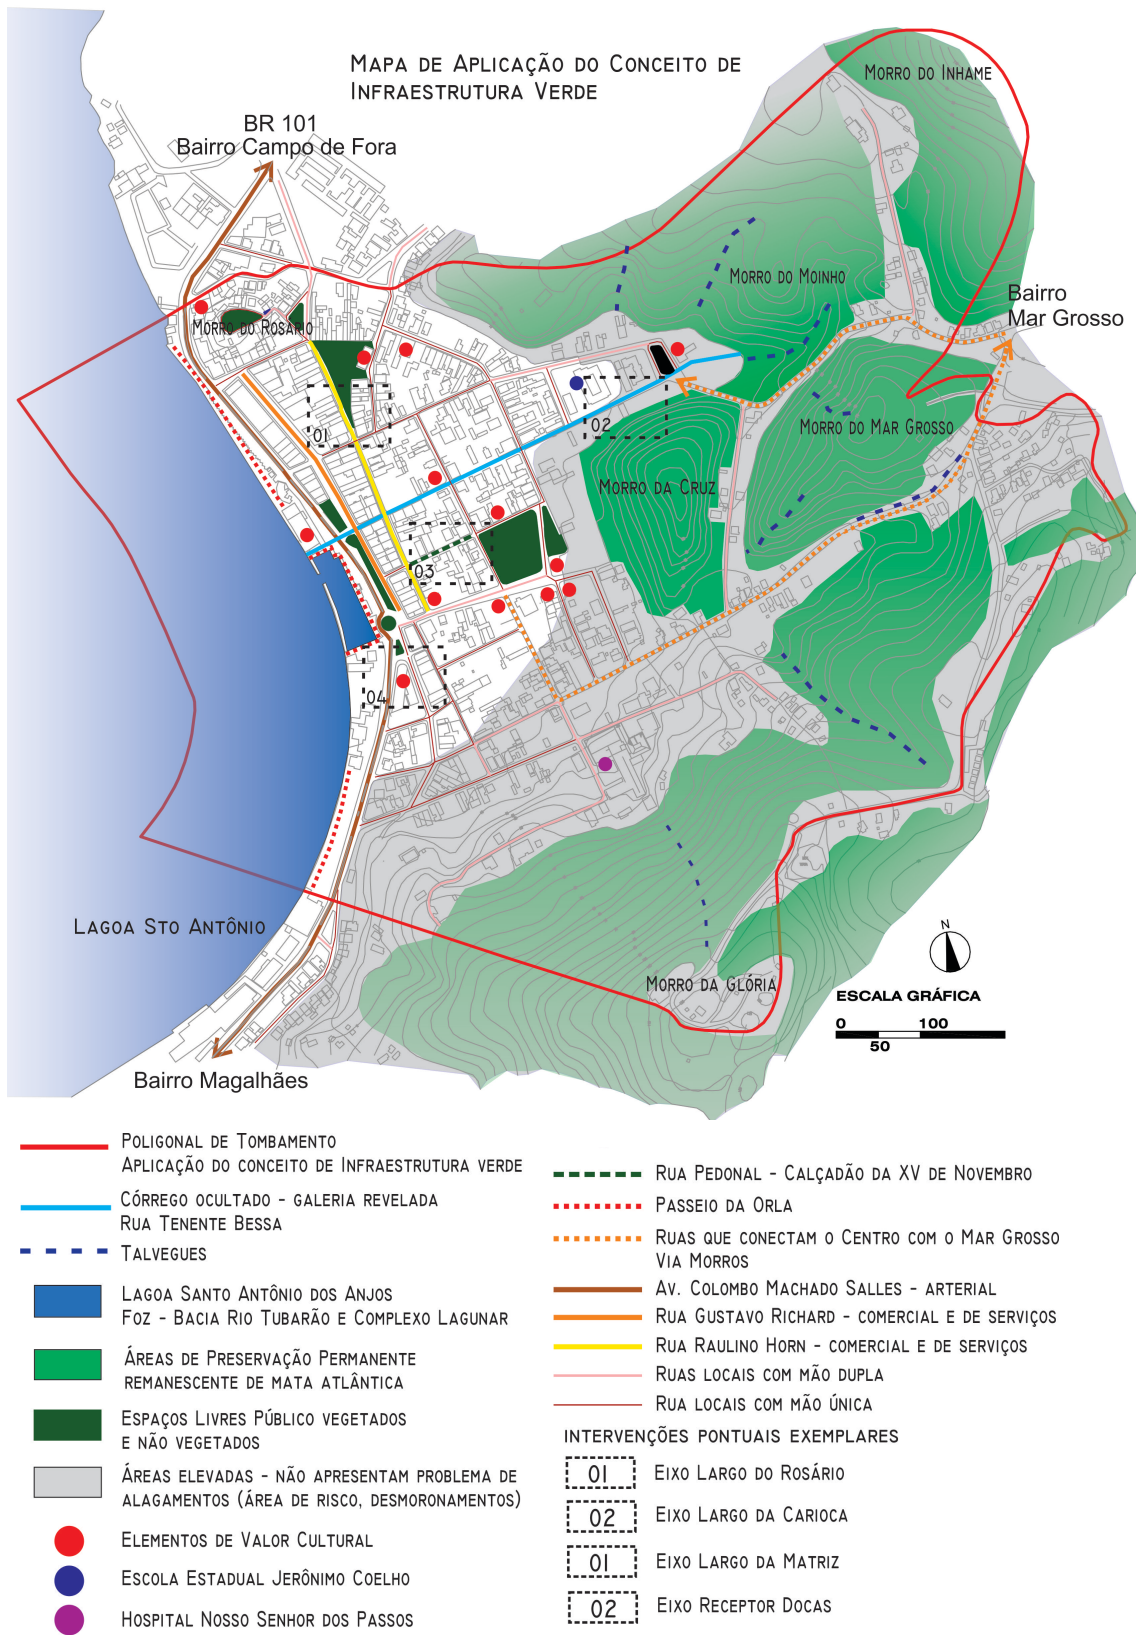 MAPA DE APLICAÇÃO DO CONCEITO DE
INFRAESTRUTURA VERDE
MORRO DO INHAME
BR 101
Bairro Campo de Fora
MORRO DO MOINHO
Bairro
Mar Grosso
MORRO DO ROSÁRIO
01
02
MORRO DO MAR GROSSO
MORRO DA CRUZ
03
04
LAGOA STO ANTÔNIO
MORRO DA GLÓRIA
N
ESCALA GRÁFICA
0 100
50
Bairro Magalhães
POLIGONAL DE TOMBAMENTO
APLICAÇÃO DO CONCEITO DE INFRAESTRUTURA VERDE
CÓRREGO OCULTADO - GALERIA REVELADA
RUA TENENTE BESSA
TALVEGUES
LAGOA SANTO ANTÔNIO DOS ANJOS
FOZ - BACIA RIO TUBARÃO E COMPLEXO LAGUNAR
ÁREAS DE PRESERVAÇÃO PERMANENTE
REMANESCENTE DE MATA ATLÂNTICA
ESPAÇOS LIVRES PÚBLICO VEGETADOS
E NÃO VEGETADOS
ÁREAS ELEVADAS - NÃO APRESENTAM PROBLEMA DE
ALAGAMENTOS (ÁREA DE RISCO, DESMORONAMENTOS)
ELEMENTOS DE VALOR CULTURAL
ESCOLA ESTADUAL JERÔNIMO COELHO
HOSPITAL NOSSO SENHOR DOS PASSOS
RUA PEDONAL - CALÇADÃO DA XV DE NOVEMBRO
PASSEIO DA ORLA
RUAS QUE CONECTAM O CENTRO COM O MAR GROSSO
VIA MORROS
AV. COLOMBO MACHADO SALLES - ARTERIAL
RUA GUSTAVO RICHARD - COMERCIAL E DE SERVIÇOS
RUA RAULINO HORN - COMERCIAL E DE SERVIÇOS
RUAS LOCAIS COM MÃO DUPLA
RUA LOCAIS COM MÃO ÚNICA
INTERVENÇÕES PONTUAIS EXEMPLARES
01 EIXO LARGO DO ROSÁRIO
02 EIXO LARGO DA CARIOCA
01 EIXO LARGO DA MATRIZ
02 EIXO RECEPTOR DOCAS